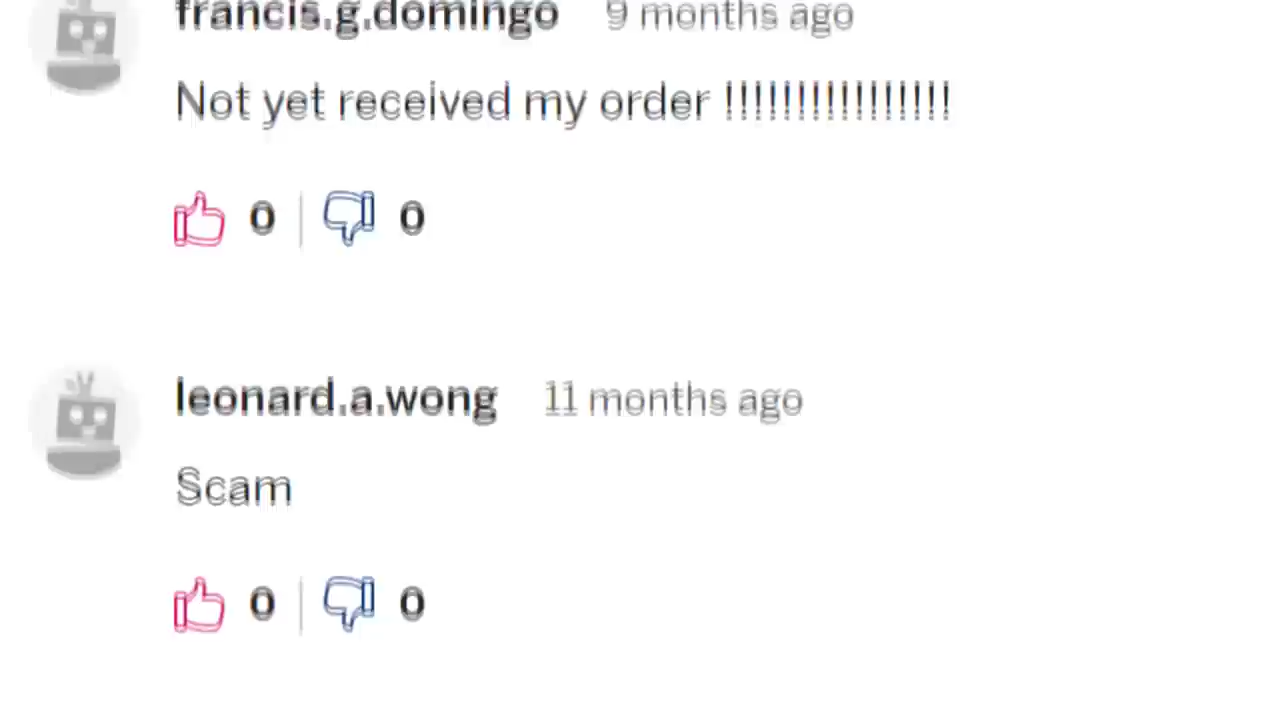 francis.g.domingo 9 months ago
Not yet received my order !!!!!!!!!!!!!!!!
0 0
leonard.a.wong 11 months ago
Scam
0 0